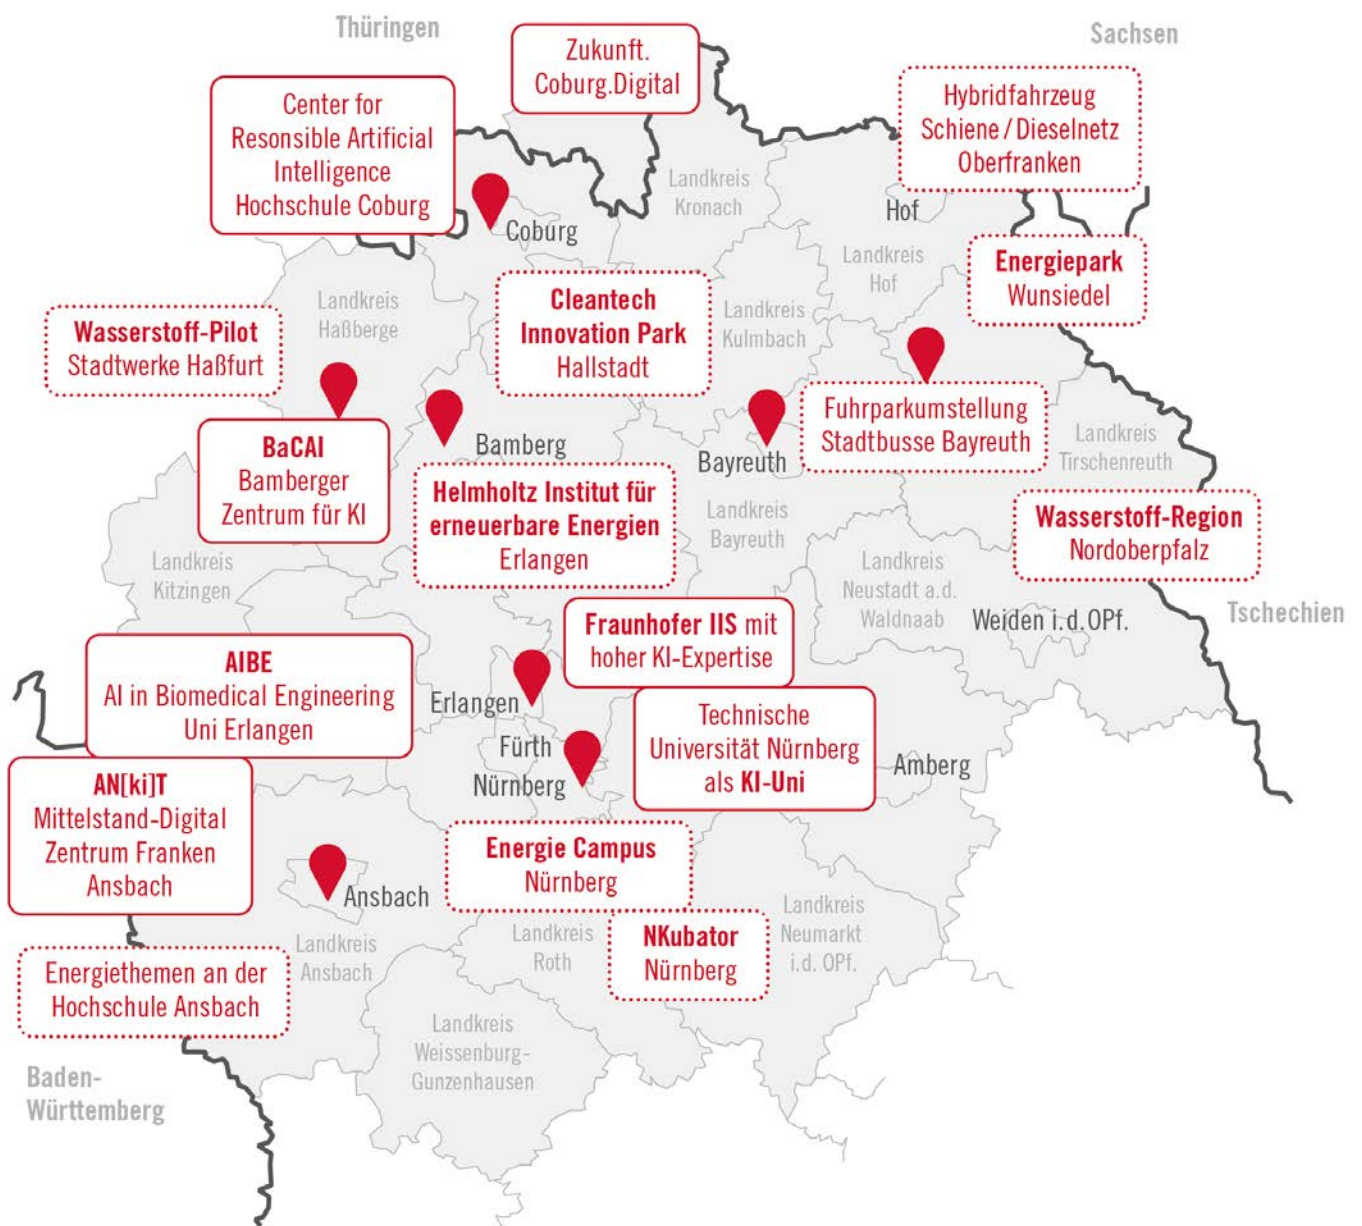 Thüringen
Sachsen
Zukunft.
Coburg.Digital
Center for
Resonsible Artificial
Intelligence
Hochschule Coburg
Hybridfahrzeug
Schiene / Dieselnetz
Oberfranken
Landkreis
Kronach
Hof
Coburg
Landkreis
Hof
Energiepark
Wunsiedel
Landkreis
Haßberge
Cleantech
Innovation Park
Hallstadt
Landkreis
Kulmbach
Wasserstoff-Pilot
Stadtwerke Haßfurt
Fuhrparkumstellung
Stadtbusse Bayreuth
Landkreis
Tirschenreuth
BaCAI
Bamberger
Zentrum für KI
Bamberg
Bayreuth
Helmholtz Institut für
erneuerbare Energien
Erlangen
Landkreis
Bayreuth
Wasserstoff-Region
Nordoberpfalz
Landkreis
Kitzingen
Landkreis
Neustadt a.d.
Waldnaab
Weiden i.d.OPf.
Tschechien
Fraunhofer IIS mit
hoher KI-Expertise
AIBE
AI in Biomedical Engineering
Uni Erlangen
Erlangen
Technische
Universität Nürnberg
als KI-Uni
Fürth
Nürnberg
Amberg
AN[ki]T
Mittelstand-Digital
Zentrum Franken
Ansbach
Energie Campus
Nürnberg
Ansbach
Landkreis
Neumarkt
i.d. OPf.
Landkreis
Ansbach
Landkreis
Roth
NKubator
Nürnberg
Energiethemen an der
Hochschule Ansbach
Landkreis
Weissenburg-
Gunzenhausen
Baden-
Württemberg